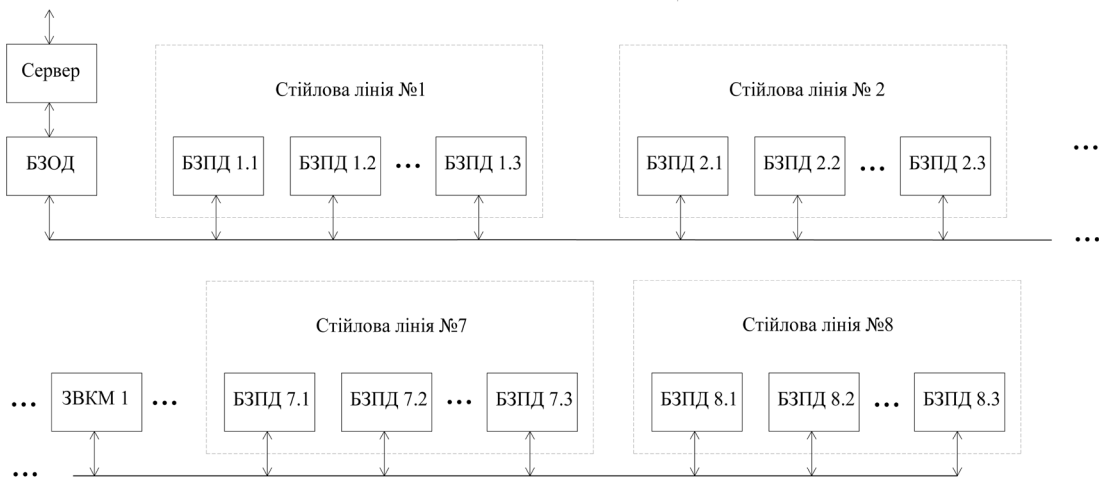 Сервер
БЗОД
Стійлова лінія №1
БЗПД 1.1
БЗПД 1.2
...
БЗПД 1.3
Стійлова лінія № 2
БЗПД 2.1
БЗПД 2.2
...
БЗПД 2.3
...
...
...
ЗВКМ 1
...
Стійлова лінія №7
БЗПД 7.1
БЗПД 7.2
...
БЗПД 7.3
Стійлова лінія №8
БЗПД 8.1
БЗПД 8.2
...
БЗПД 8.3
...